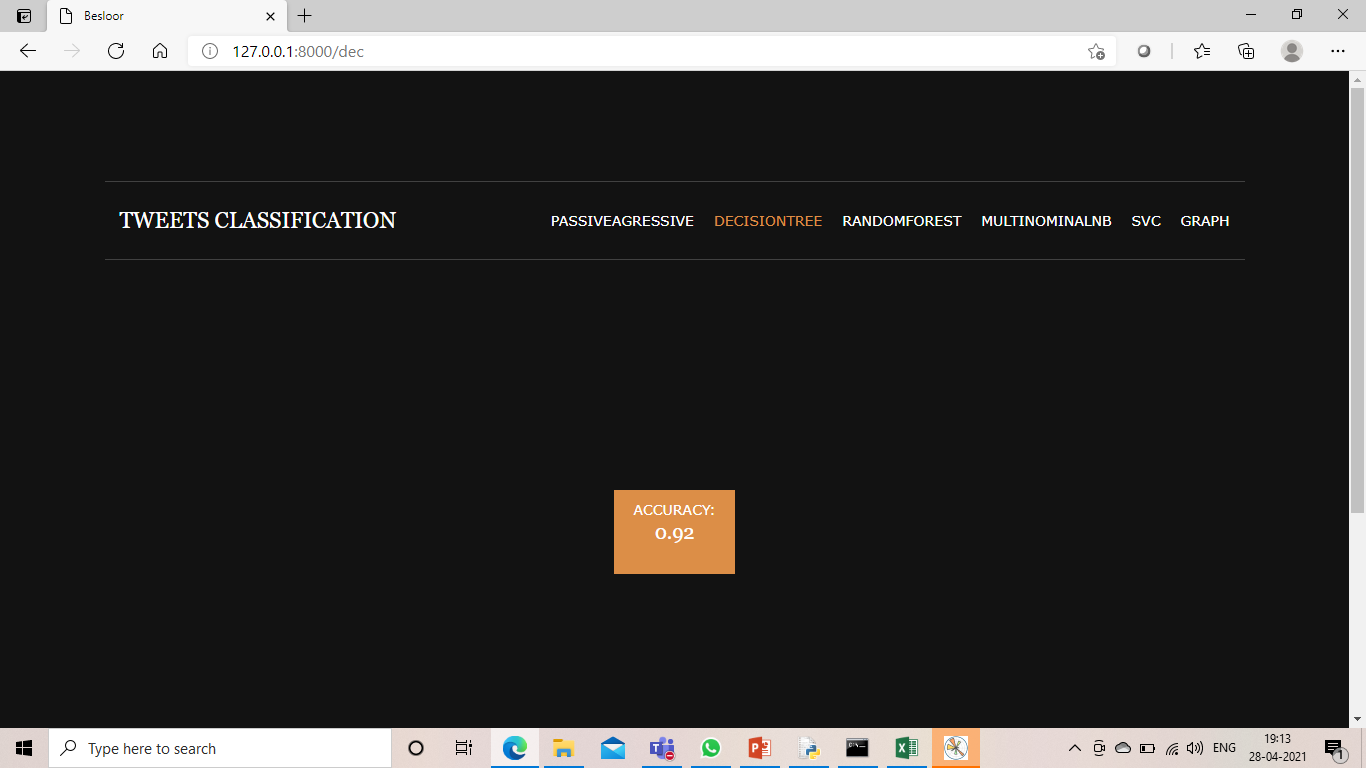 Besloor
127.0.0.1:8000/dec
TWEETS CLASSIFICATION
PASSIVEAGRESSIVE DECISIONTREE RANDOMFOREST MULTINOMINALNB SVC GRAPH
ACCURACY:
0.92
Type here to search
ENG
19:13
28-04-2021
1